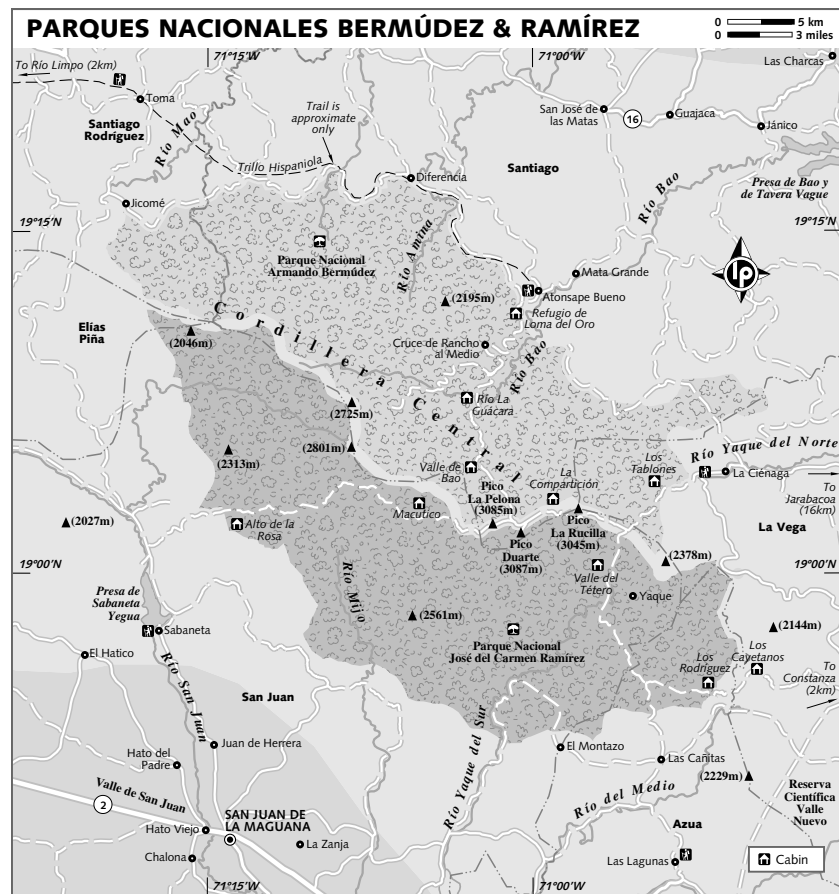 PARQUES NACIONALES BERMÚDEZ & RAMÍREZ
0 5 km
0 3 miles
71°15'W
71°00'W
To Río Limpo (2km)
Las Charcas
Toma
Trail is
approximate
only
San José de
las Matas
16
Guajaca
Jánico
Santiago
Rodríguez
Río Mao
Trillo Hispaniola
Diferencia
Santiago
Río Bao
Presa de Bao y
de Tavera Vague
Jicomé
19°15'N
19°15'N
Río Amina
Parque Nacional
Armando Bermúdez
lp
Mata Grande
Atonsape Bueno
(2195m)
Refugio de
Loma del Oro
Cordillera Central
Elías
Piña
(2046m)
Cruce de Rancho
al Medio
Río Bao
(2725m)
Río La
Guácara
(2801m)
(2313m)
Valle de
Bao
Pico
La Pelona
(3085m)
La
Compartición
Los
Tablones
Río Yaque del Norte
La Ciénaga
To
Jarabacoa
(16km)
Macutico
(2027m)
Alto de la
Rosa
Pico
Duarte
(3087m)
Pico
La Rucilla
(3045m)
La Vega
19°00'N
19°00'N
(2378m)
Valle del
Tétero
Río Mijo
Presa de
Sabaneta
Yegua
Yaque
(2561m)
Sabaneta
(2144m)
Parque Nacional
José del Carmen Ramírez
El Hatico
Los
Rodríguez
Los
Cayetanos
To
Constanza
(2km)
Río San Juan
San Juan
Juan de Herrera
Hato del
Padre
Río Yaque del Sur
El Montazo
Las Cañitas
(2229m)
Río del Medio
Reserva
Científica
Valle
Nuevo
Valle de San Juan
2
SAN JUAN DE
LA MAGUANA
Hato Viejo
La Zanja
Azua
Chalona
Las Lagunas
Cabin
71°15'W
71°00'W